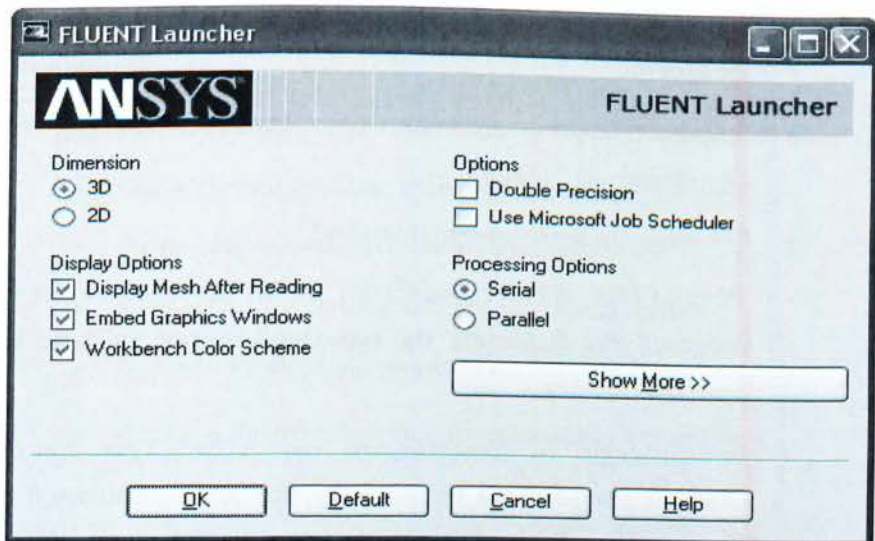 FLUENT Launcher
ANSYS
FLUENT Launcher
Dimension
3D
2D
Display Options
Display Mesh After Reading
Embed Graphics Windows
Workbench Color Scheme
Options
Double Precision
Use Microsoft Job Scheduler
Processing Options
Serial
Parallel
Show More >>
OK
Default
Cancel
Help